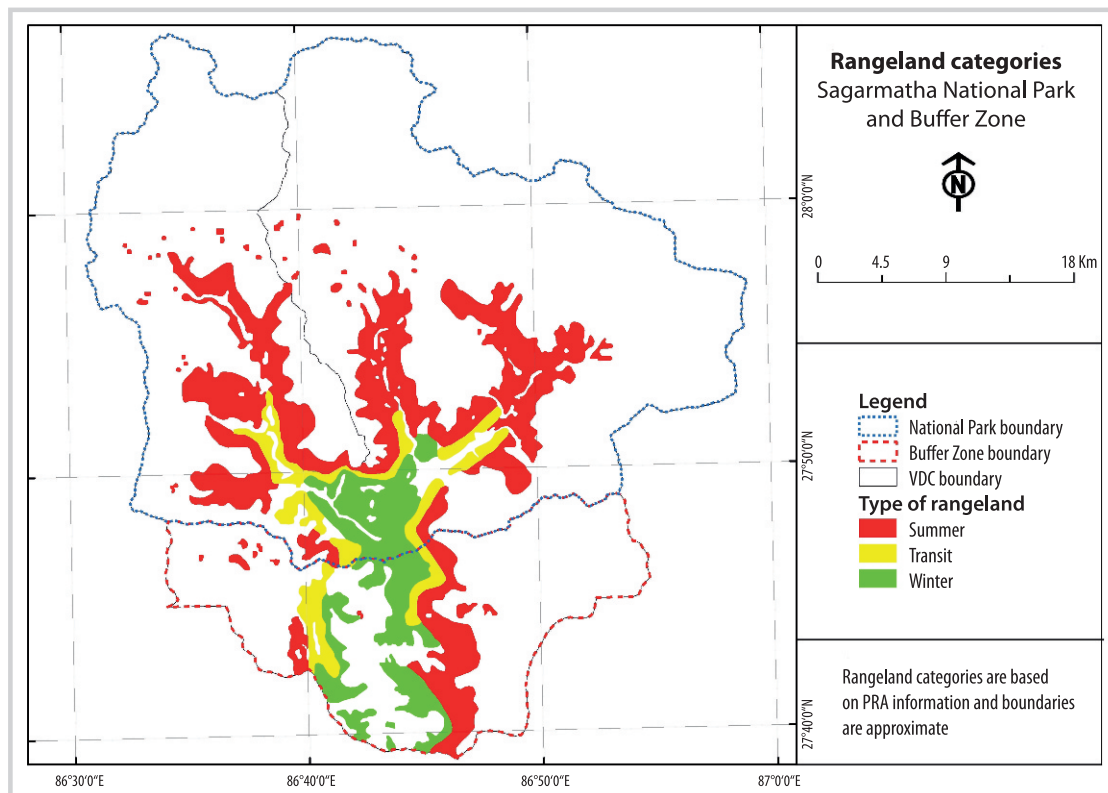 Rangeland categories
Sagarmatha National Park
and Buffer Zone
N
0 4.5 9 18 Km
Legend
National Park boundary
Buffer Zone boundary
VDC boundary
Type of rangeland
Summer
Transit
Winter
Rangeland categories are based
on PRA information and boundaries
are approximate
28°0'0"N
27°50'0"N
27°40'0"N
86°30'0"E
86°40'0"E
86°50'0"E
87°0'0"E